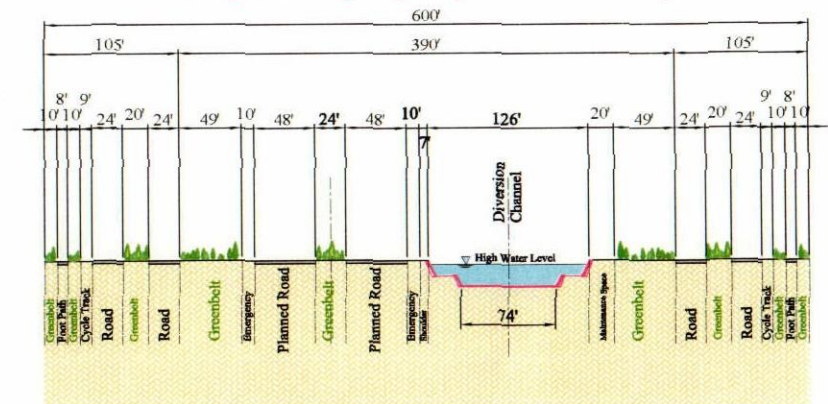 600'
105' 390' 105'
10' 8' 10' 9' 24' 20' 24' 49' 10' 48' 24' 48' 10' 7' 126' 20' 49' 24' 20' 24' 9' 10' 8' 10'
Diversion
Channel
High Water Level
74'
Greenbelt
Foot Path
Greenbelt
Cycle Track
Road
Greenbelt
Road
Greenbelt
Emergency
Planned Road
Greenbelt
Planned Road
Emergency
Shoulder
Maintenance Space
Greenbelt
Road
Greenbelt
Road
Cycle Track
Greenbelt
Foot Path
Greenbelt